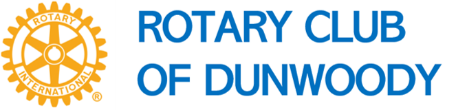 ROTARY
INTERNATIONAL
®
ROTARY CLUB
OF DUNWOODY